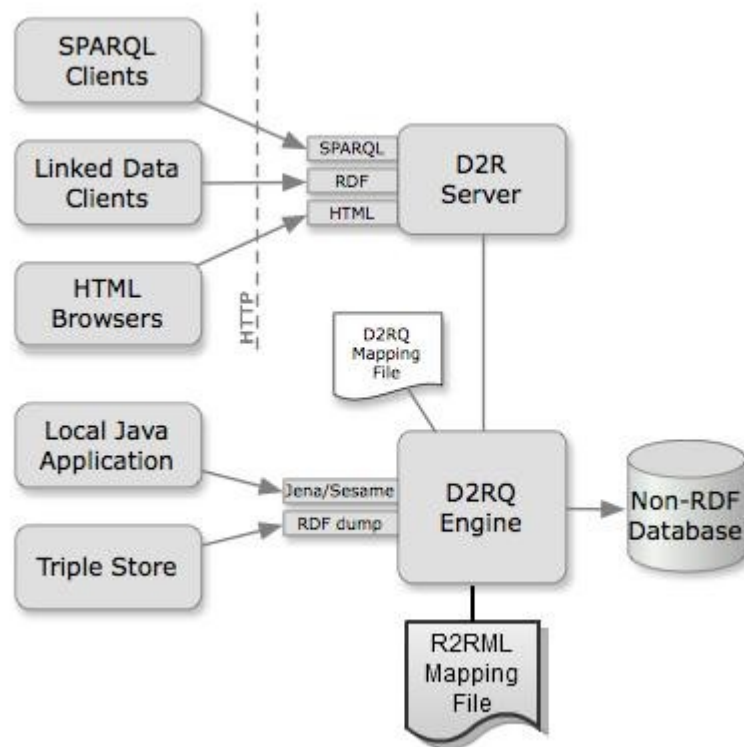 SPARQL
Clients
Linked Data
Clients
HTML
Browsers
HTTP
SPARQL
RDF
HTML
D2R
Server
D2RQ
Mapping
File
Local Java
Application
Triple Store
Jena/Sesame
RDF dump
D2RQ
Engine
Non-RDF
Database
R2RML
Mapping
File